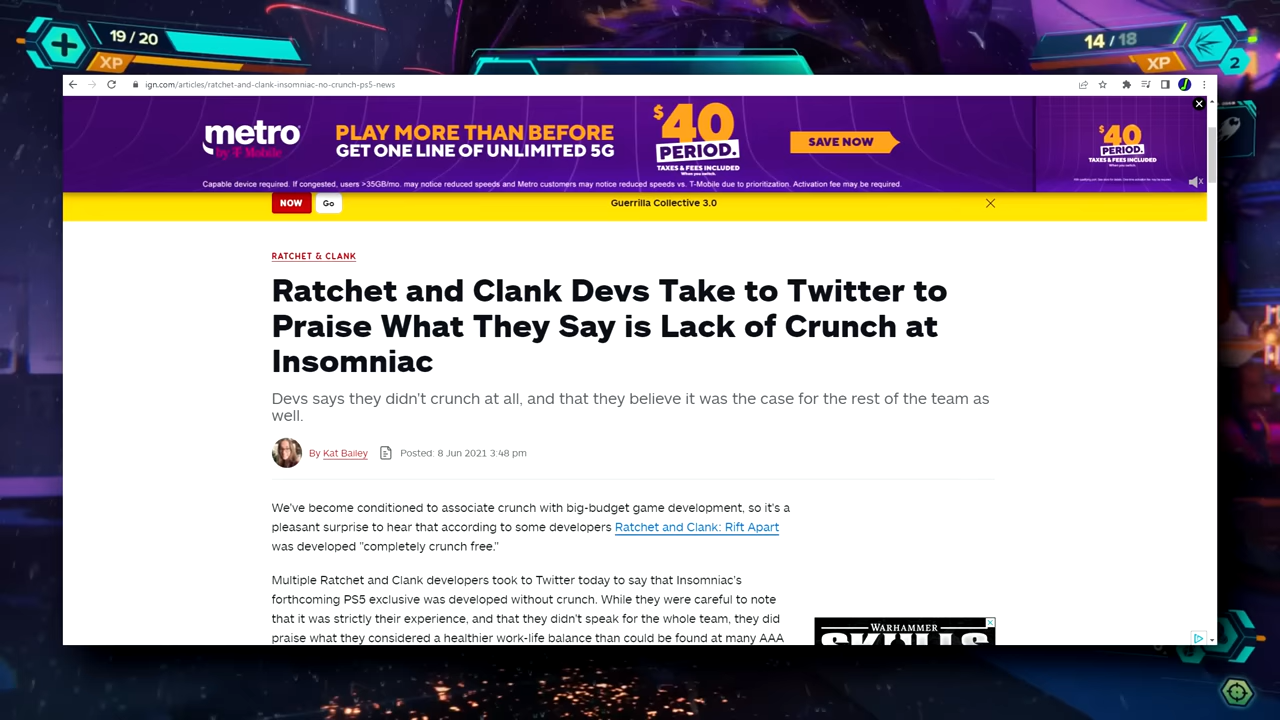 19 / 20
XP
14 / 18
XP
2
ign.com/articles/ratchet-and-clank-insomniac-no-crunch-ps5-news
metro
by T Mobile
PLAY MORE THAN BEFORE
GET ONE LINE OF UNLIMITED 5G
$40
PERIOD.
TAXES & FEES INCLUDED
When you switch.
SAVE NOW
$40
PERIOD.
TAXES & FEES INCLUDED
When you switch.
Capable device required. If congested, users >35GB/mo. may notice reduced speeds and Metro customers may notice reduced speeds vs. T-Mobile due to prioritization. Activation fee may be required.
NOW
Go
Guerrilla Collective 3.0
RATCHET & CLANK
Ratchet and Clank Devs Take to Twitter to
Praise What They Say is Lack of Crunch at
Insomniac
Devs says they didn't crunch at all, and that they believe it was the case for the rest of the team as
well.
By Kat Bailey
Posted: 8 Jun 2021 3:48 pm
We've become conditioned to associate crunch with big-budget game development, so it's a
pleasant surprise to hear that according to some developers Ratchet and Clank: Rift Apart
was developed "completely crunch free."
Multiple Ratchet and Clank developers took to Twitter today to say that Insomniac's
forthcoming PS5 exclusive was developed without crunch. While they were careful to note
that it was strictly their experience, and that they didn't speak for the whole team, they did
praise what they considered a healthier work-life balance than could be found at many AAA
WARHAMMER
SKULLS